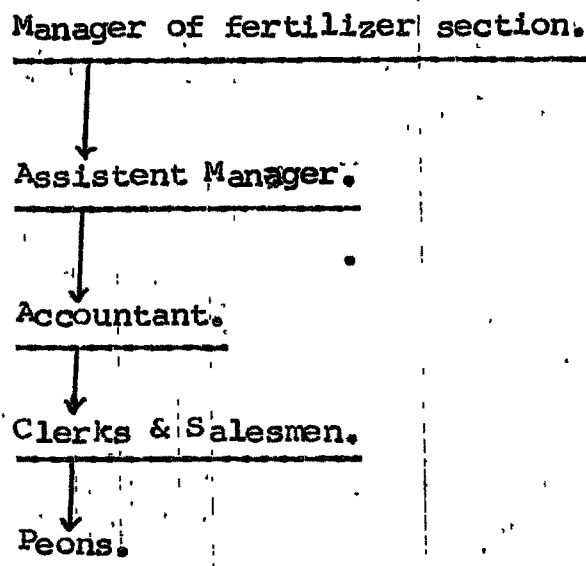 Manager of fertilizer section.
Assistent Manager.
Accountant.
Clerks & Salesmen.
Peons.